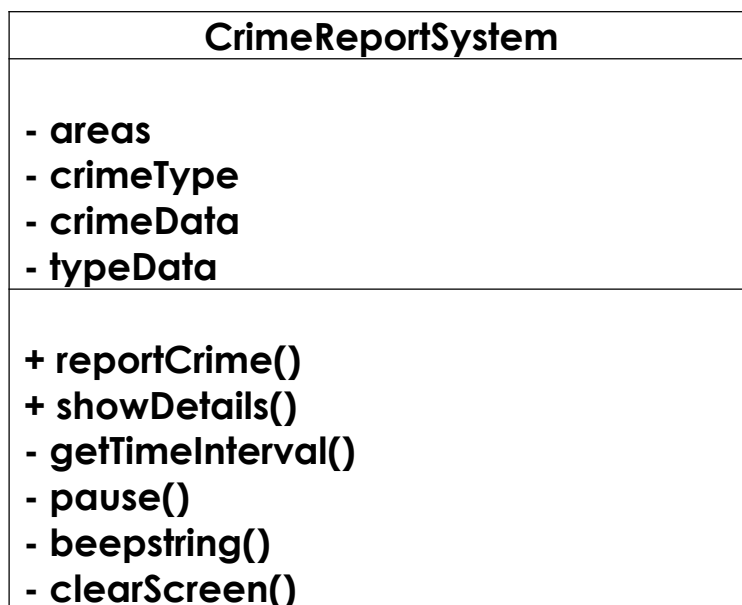 CrimeReportSystem
- areas
- crimeType
- crimeData
- typeData
+ reportCrime()
+ showDetails()
- getTimeInterval()
- pause()
- beepstring()
- clearScreen()